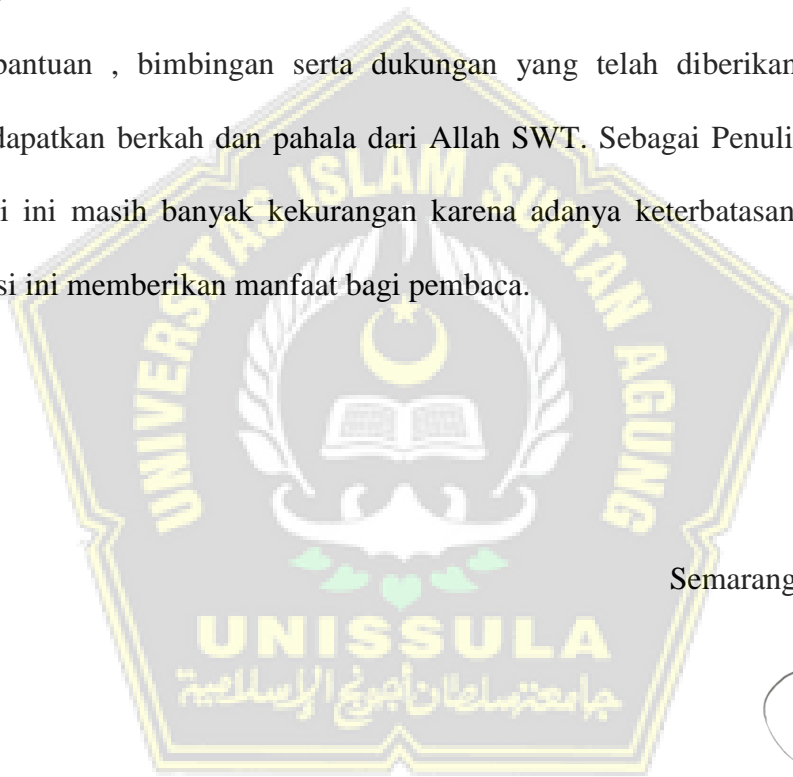 bantuan , bimbingan serta dukungan yang telah diberikan
dapatkan berkah dan pahala dari Allah SWT. Sebagai Penuli
i ini masih banyak kekurangan karena adanya keterbatasan
si ini memberikan manfaat bagi pembaca.
UNIVERSITAS ISLAM SULTAN AGUNG
Semarang
UNISSULA
جامعة سلطان أجونج الإسلامية